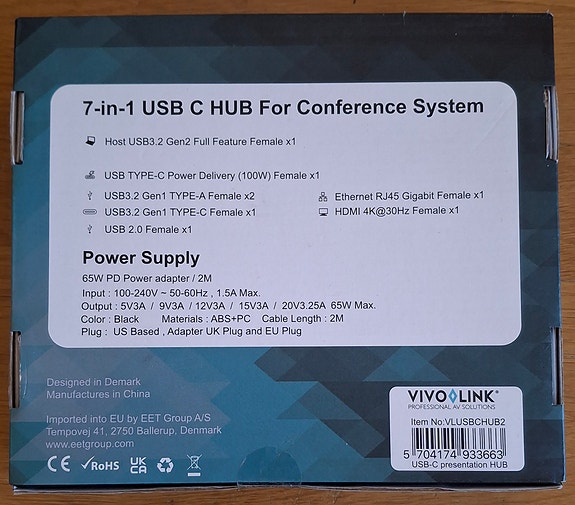 7-in-1 USB C HUB For Conference System
Host USB3.2 Gen2 Full Feature Female x1
USB TYPE-C Power Delivery (100W) Female x1
USB3.2 Gen1 TYPE-A Female x2
Ethernet RJ45 Gigabit Female x1
USB3.2 Gen1 TYPE-C Female x1
HDMI 4K@30Hz Female x1
USB 2.0 Female x1
Power Supply
65W PD Power adapter / 2M
Input : 100-240V ~ 50-60Hz , 1.5A Max.
Output : 5V3A / 9V3A / 12V3A / 15V3A / 20V3.25A 65W Max.
Color : Black Materials : ABS+PC Cable Length : 2M
Plug : US Based , Adapter UK Plug and EU Plug
Designed in Demark
Manufactures in China
Imported into EU by EET Group A/S
Tempovej 41, 2750 Ballerup, Denmark
www.eetgroup.com
CE RoHS UK CA
VIVO LINK®
PROFESSIONAL AV SOLUTIONS
Item No:VLUSBCHUB2
5 704174 933663
USB-C presentation HUB